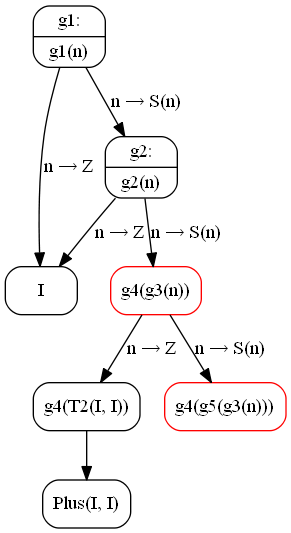 g1:
g1(n)
n → S(n)
n → Z
g2:
g2(n)
n → Z
n → S(n)
I
g4(g3(n))
n → Z
n → S(n)
g4(T2(I, I))
g4(g5(g3(n)))
Plus(I, I)